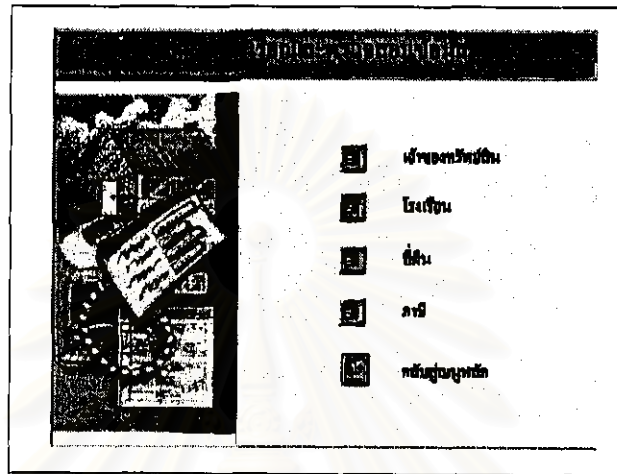 เจ้าของทรัพย์สิน
โรงเรือน
ที่ดิน
ภาษี
กลับสู่เมนูหลัก